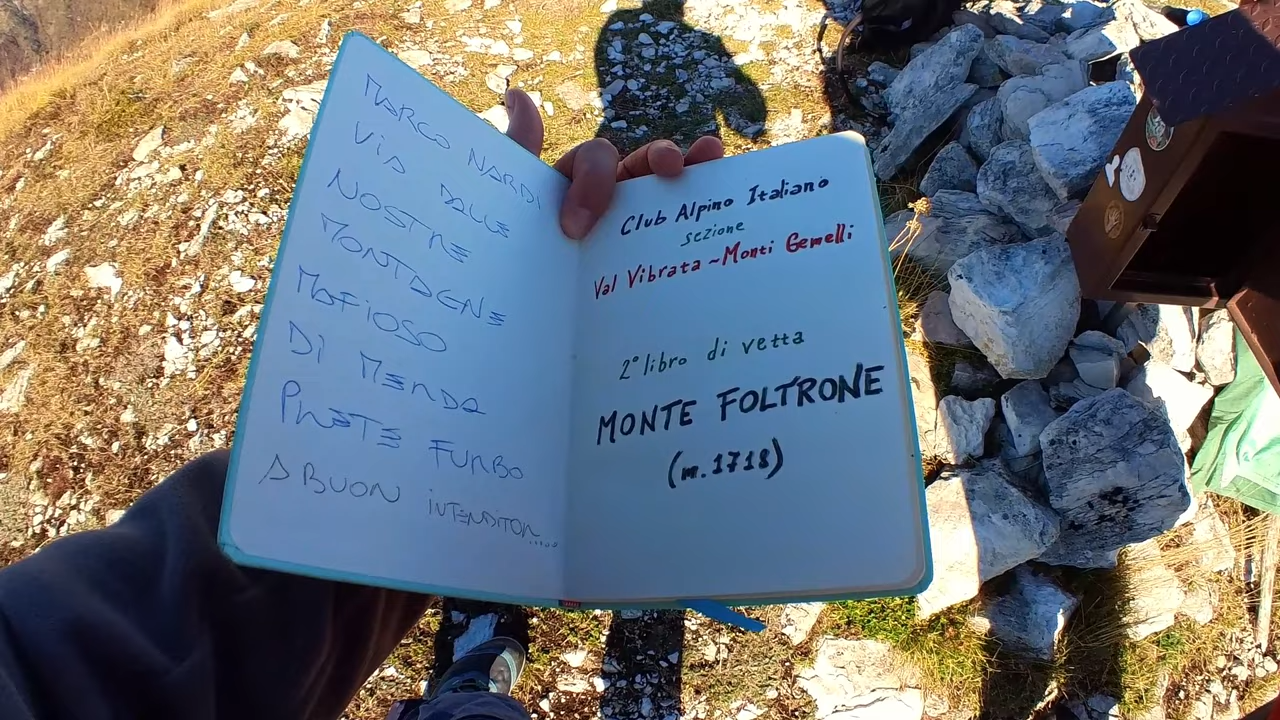 MARCO NARDI
VIA DALLE
NOSTRE
MONTAGNE
MAFIOSO
DI MERDA
PRETE FURBO
A BUON INTENDITOR.....
Club Alpino Italiano
sezione
Val Vibrata ~ Monti Gemelli
2° libro di vetta
MONTE FOLTRONE
(m. 1718)